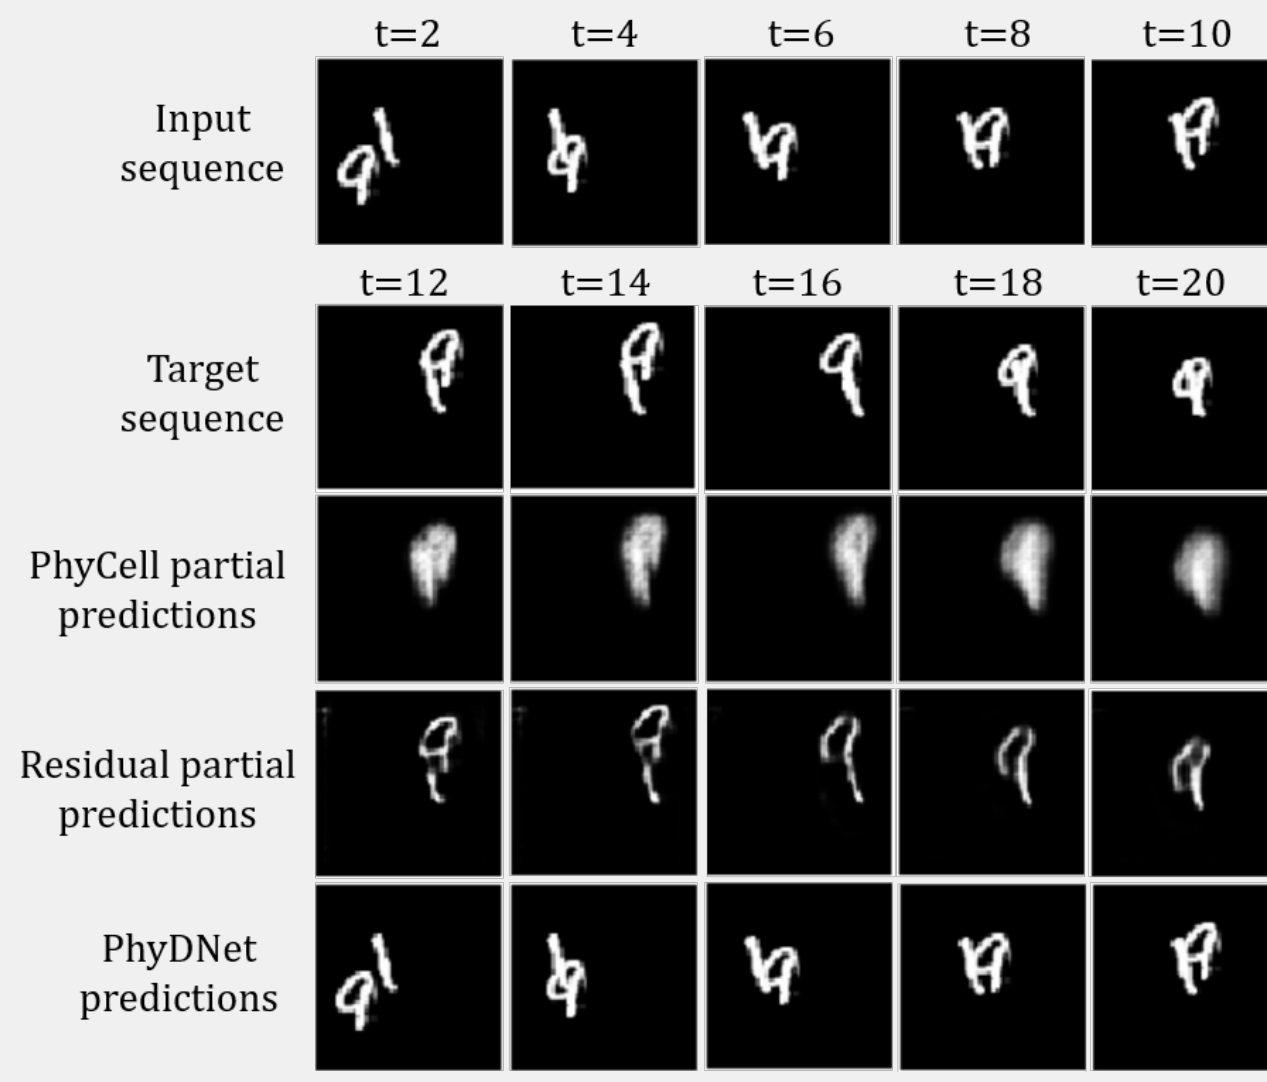 t=2 t=4 t=6 t=8 t=10
Input
sequence
t=12 t=14 t=16 t=18 t=20
Target
sequence
PhyCell partial
predictions
Residual partial
predictions
PhyDNet
predictions